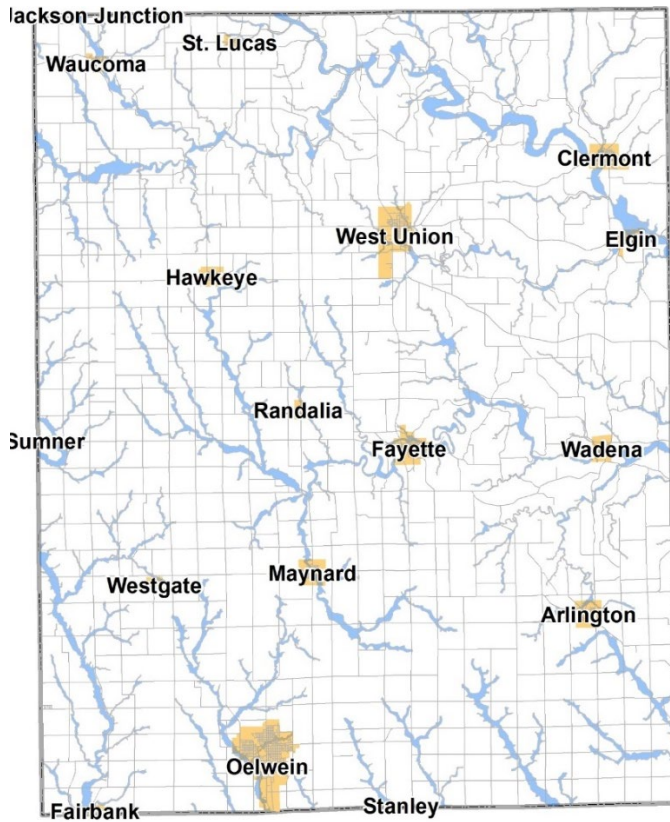 Jackson Junction
St. Lucas
Waucoma
Clermont
West Union
Elgin
Hawkeye
Randalia
Sumner
Fayette
Wadena
Maynard
Westgate
Arlington
Oelwein
Stanley
Fairbank